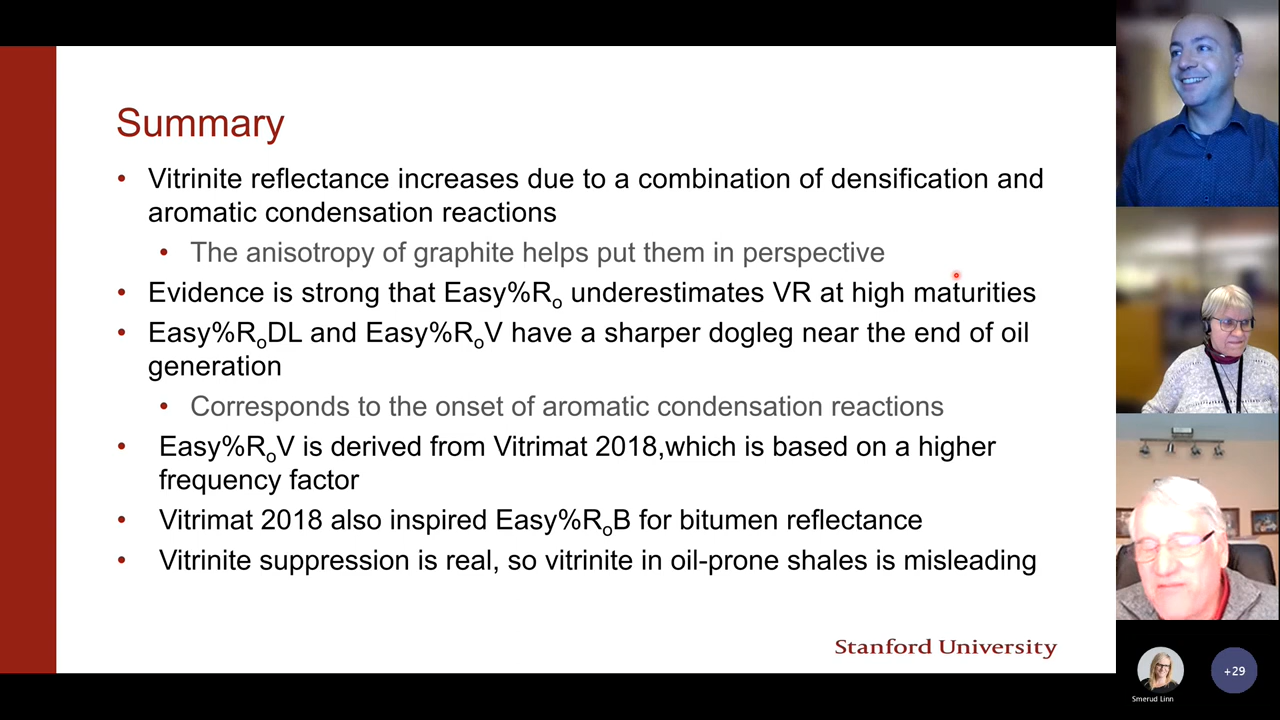 Summary
• Vitrinite reflectance increases due to a combination of densification and
aromatic condensation reactions
• The anisotropy of graphite helps put them in perspective
• Evidence is strong that Easy%Ro underestimates VR at high maturities
• Easy%RoDL and Easy%RoV have a sharper dogleg near the end of oil
generation
• Corresponds to the onset of aromatic condensation reactions
• Easy%RoV is derived from Vitrimat 2018,which is based on a higher
frequency factor
• Vitrimat 2018 also inspired Easy%RoB for bitumen reflectance
• Vitrinite suppression is real, so vitrinite in oil-prone shales is misleading
Stanford University
Smerud Linn
+29